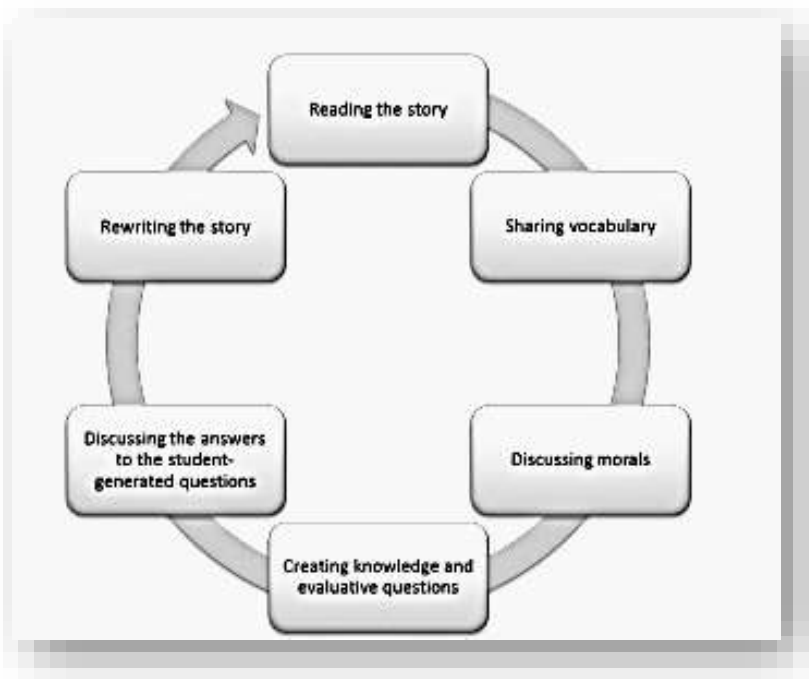 Reading the story
Sharing vocabulary
Discussing morals
Creating knowledge and
evaluative questions
Discussing the answers
to the student-
generated questions
Rewriting the story